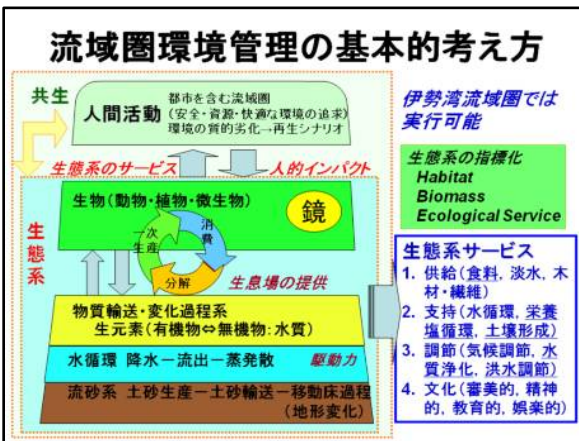 流域圏環境管理の基本的考え方
共生
人間活動
都市を含む流域圏
(安全・資源・快適な環境の追求)
環境の質的劣化→再生シナリオ
生態系のサービス
人的インパクト
生態系
生物(動物・植物・微生物)
鏡
一次生産
消費
分解
生息場の提供
物質輸送・変化過程系
生元素(有機物⇔無機物:水質)
水循環 降水ー流出ー蒸発散
駆動力
流砂系 土砂生産ー土砂輸送ー移動床過程
(地形変化)
伊勢湾流域圏では
実行可能
生態系の指標化
Habitat
Biomass
Ecological Service
生態系サービス
1. 供給(食料, 淡水, 木
材・繊維)
2. 支持(水循環, 栄養
塩循環, 土壌形成)
3. 調節(気候調節, 水
質浄化, 洪水調節)
4. 文化(審美的, 精神
的, 教育的, 娯楽的)